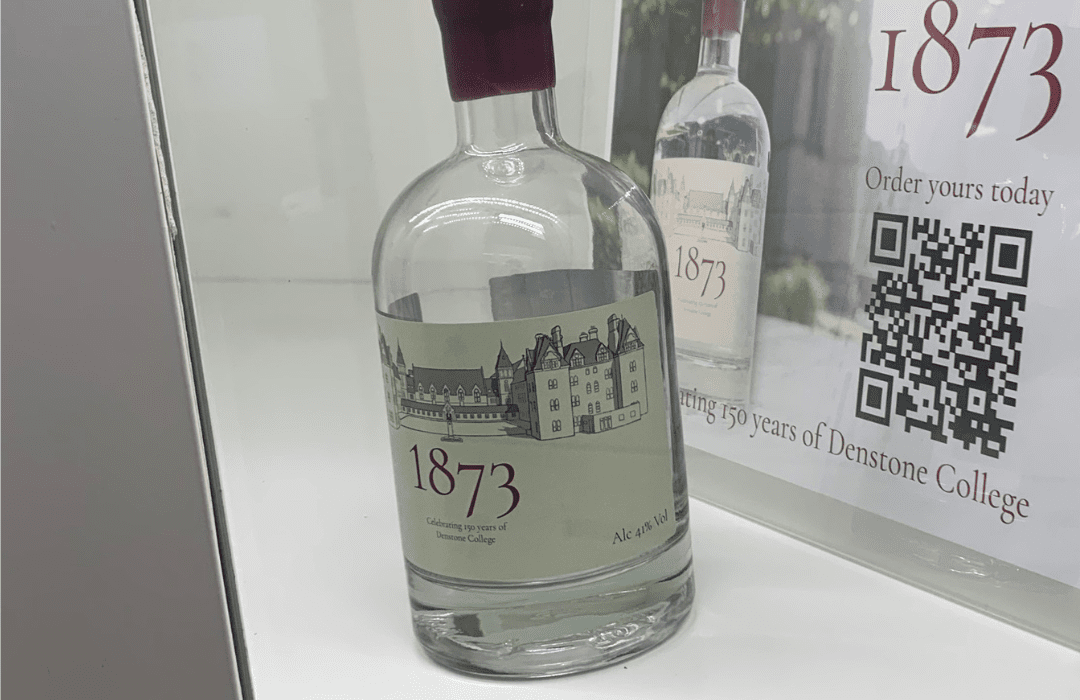 1873
Celebrating 150 years of
Denstone College
Alc 41% Vol
1873
Order yours today
1873
150 years of Denstone College